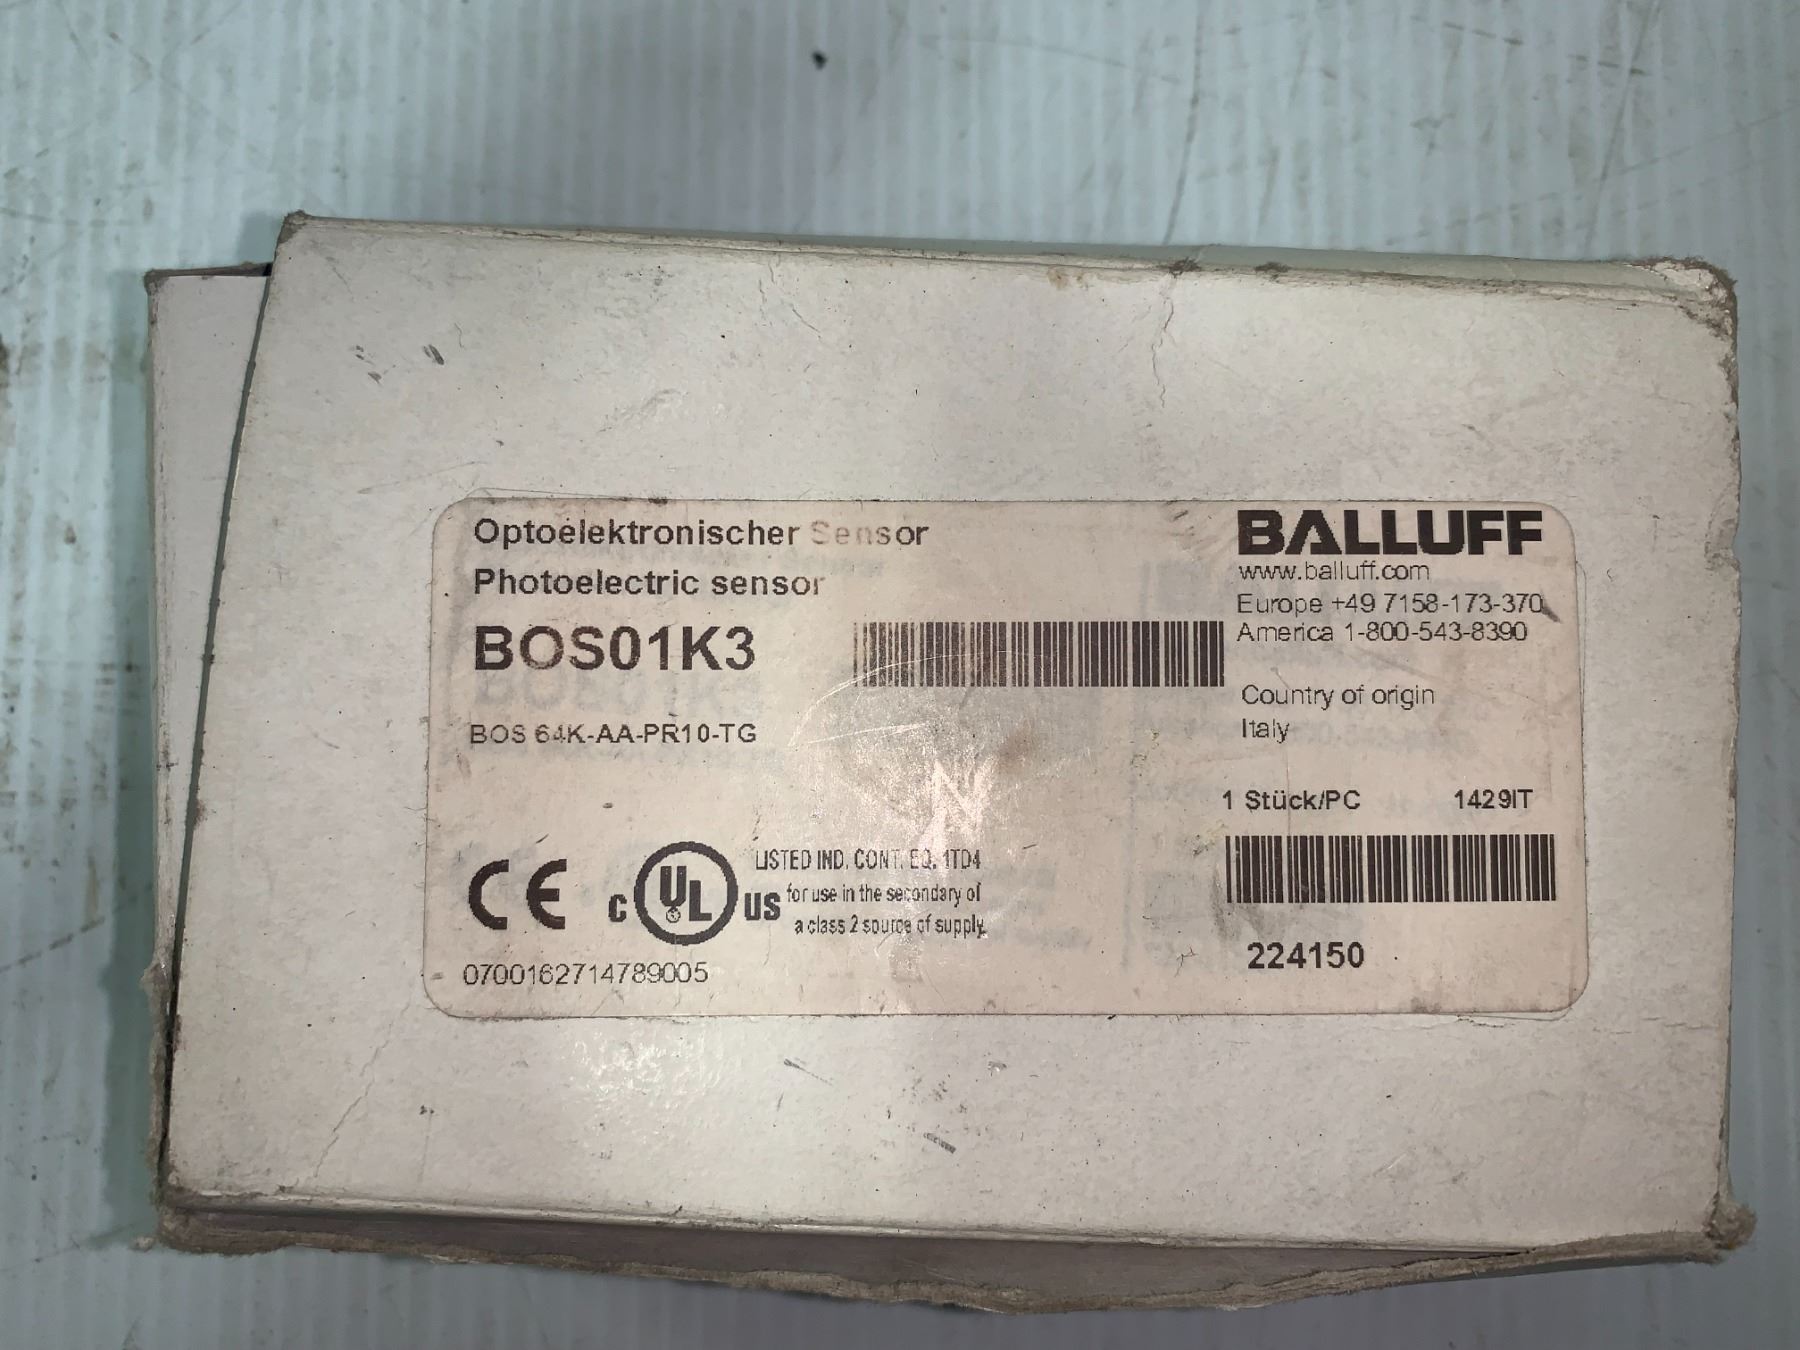 Optoelektronischer Sensor
Photoelectric sensor
BOS01K3
BOS 64K-AA-PR10-TG
BALLUFF
www.balluff.com
Europe +49 7158-173-370
America 1-800-543-8390
Country of origin
Italy
1 Stück/PC 1429IT
224150
CE
C UL US
LISTED IND. CONT. EQ. 1TD4
for use in the secondary of
a class 2 source of supply.
0700162714789005